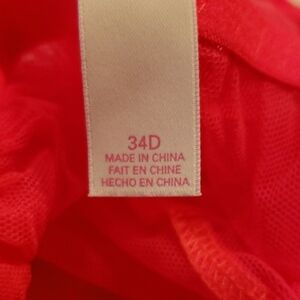 34D
MADE IN CHINA
FAIT EN CHINE
HECHO EN CHINA